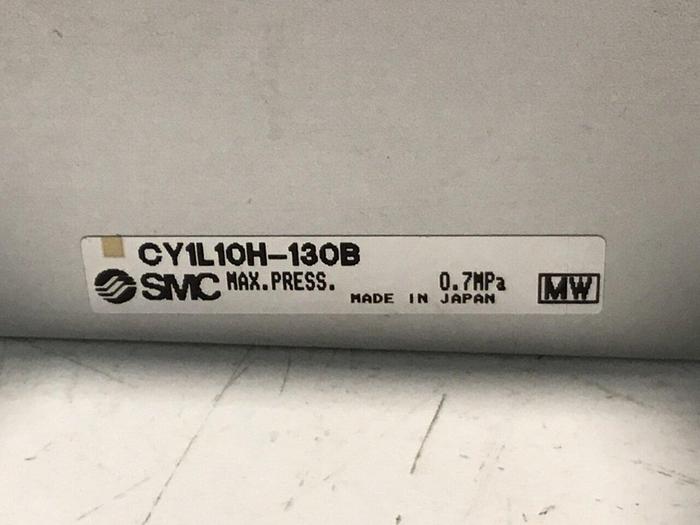 CY1L10H-130B
SMC MAX.PRESS. 0.7MPa
MADE IN JAPAN
MW